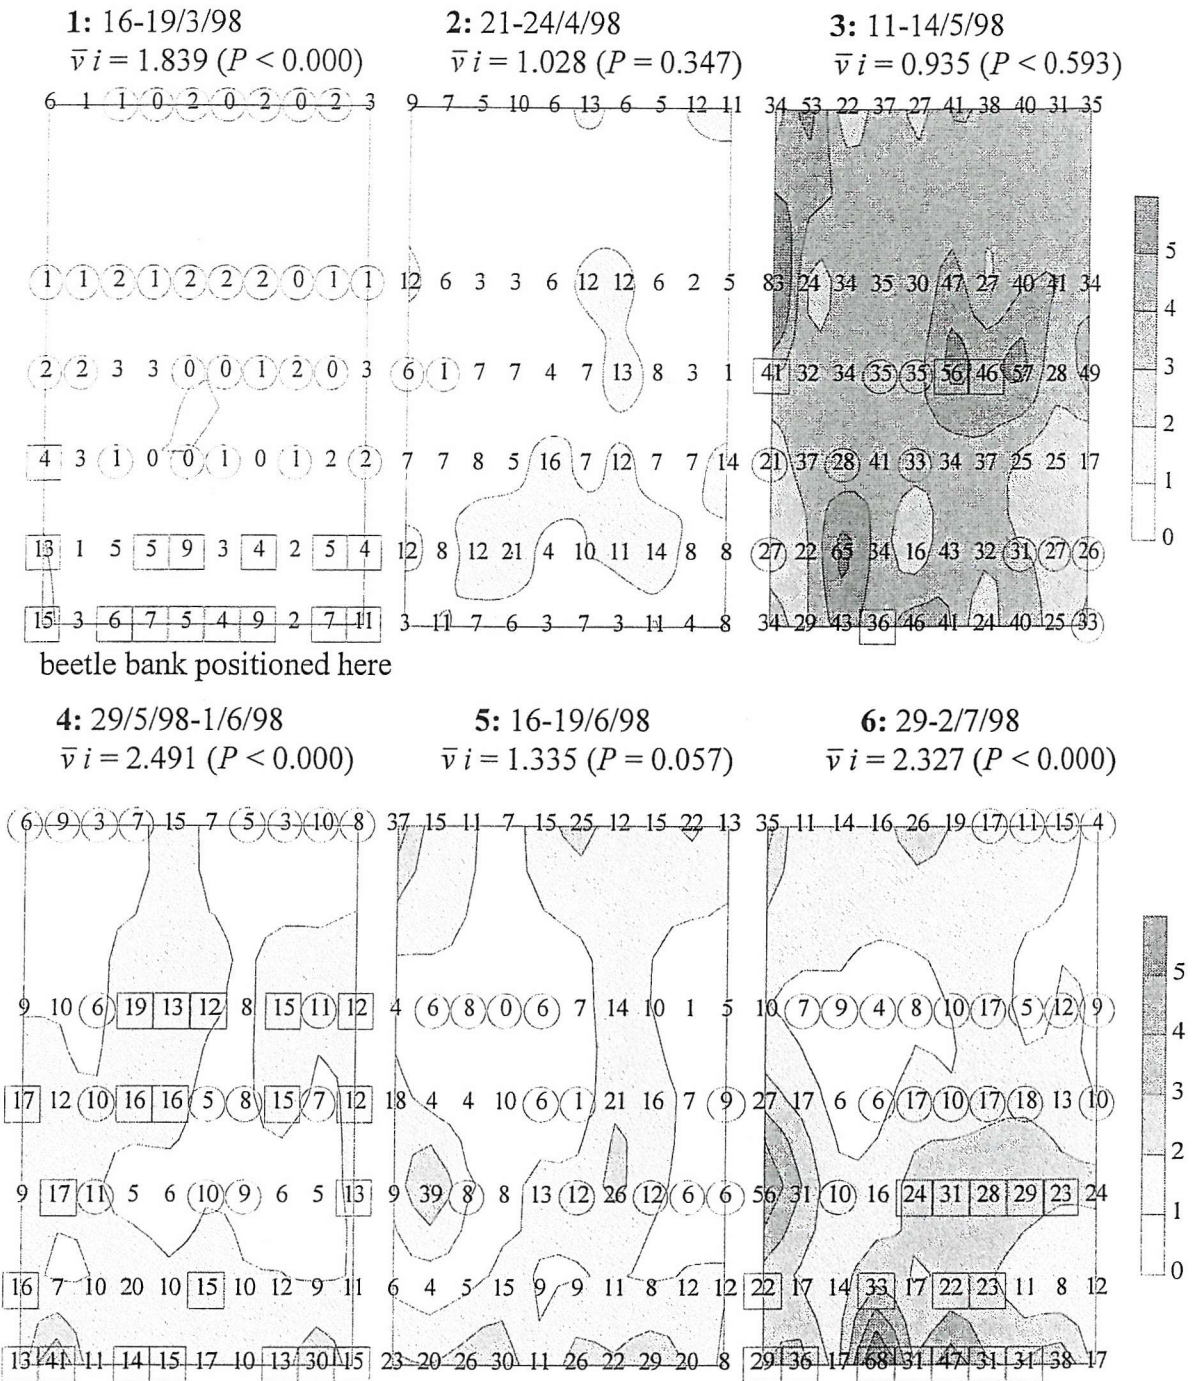 1: 16-19/3/98
v̅ i = 1.839 (P < 0.000)
6 1 1 0 2 0 2 0 2 3
1 1 2 1 2 2 2 0 1 1
2 2 3 3 0 0 1 2 0 3
4 3 1 0 0 1 0 1 2 2
13 1 5 5 9 3 4 2 5 4
15 3 6 7 5 4 9 2 7 11
beetle bank positioned here
2: 21-24/4/98
v̅ i = 1.028 (P = 0.347)
9 7 5 10 6 13 6 5 12 11
12 6 3 3 6 12 12 6 2 5
6 1 7 7 4 7 13 8 3 1
7 7 8 5 16 7 12 7 7 14
12 8 12 21 4 10 11 14 8 8
3 11 7 6 3 7 3 11 4 8
3: 11-14/5/98
v̅ i = 0.935 (P < 0.593)
34 53 22 37 27 41 38 40 31 35
83 24 34 35 30 47 27 40 41 34
41 32 34 35 35 56 46 57 28 49
21 37 28 41 33 34 37 25 25 17
27 22 65 34 16 43 32 31 27 26
34 29 43 36 46 41 24 40 25 33
5
4
3
2
1
0
4: 29/5/98-1/6/98
v̅ i = 2.491 (P < 0.000)
6 9 3 7 15 7 5 3 10 8
9 10 6 19 13 12 8 15 11 12
17 12 10 16 16 5 8 15 7 12
9 17 11 5 6 10 9 6 5 13
16 7 10 20 10 15 10 12 9 11
13 41 11 14 15 17 10 13 30 15
5: 16-19/6/98
v̅ i = 1.335 (P = 0.057)
37 15 11 7 15 25 12 15 22 13
4 6 8 0 6 7 14 10 1 5
18 4 4 10 6 1 21 16 7 9
9 39 8 8 13 12 26 12 6 6
6 4 5 15 9 9 11 8 12 12
23 20 26 30 11 26 22 29 20 8
6: 29-2/7/98
v̅ i = 2.327 (P < 0.000)
35 11 14 16 26 19 17 11 15 4
10 7 9 4 8 10 17 5 12 9
27 17 6 6 17 10 17 18 13 10
56 31 10 16 24 31 28 29 23 24
22 17 14 33 17 22 23 11 8 12
29 36 17 68 31 47 31 31 38 17
5
4
3
2
1
0